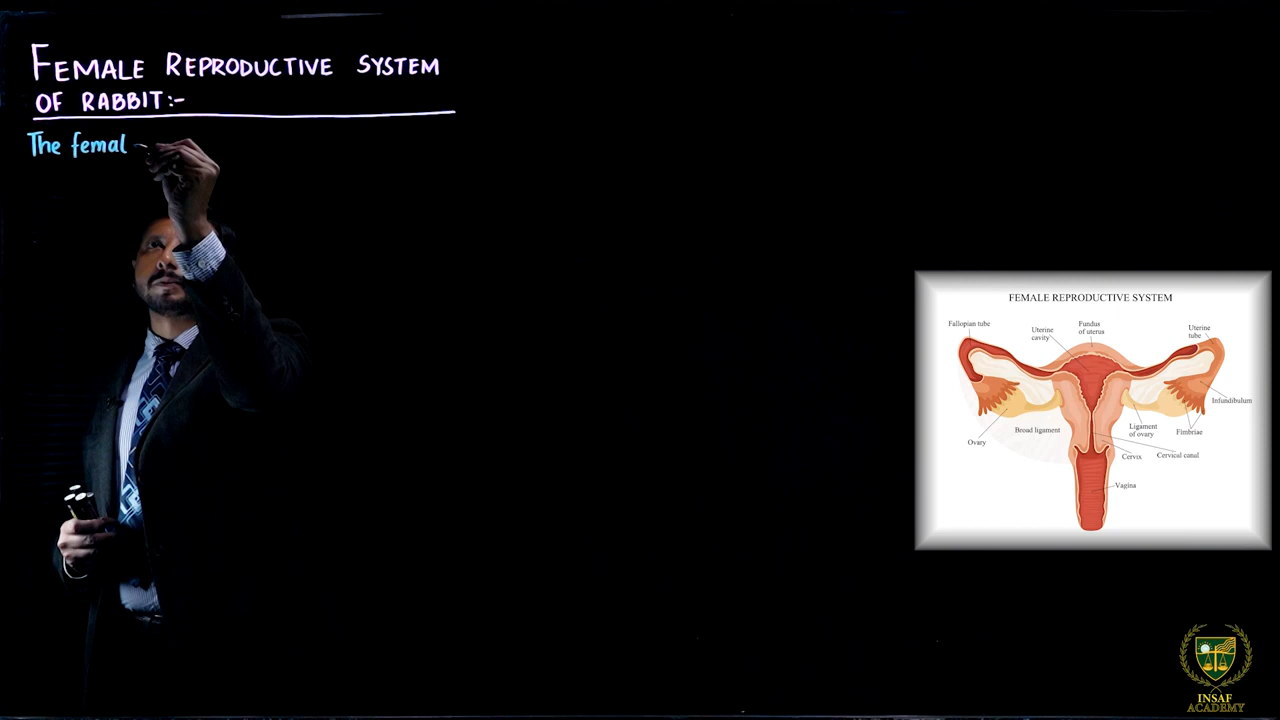 FEMALE REPRODUCTIVE SYSTEM
OF RABBIT:-
The femal
FEMALE REPRODUCTIVE SYSTEM
Fallopian tube
Uterine
cavity
Fundus
of uterus
Uterine
tube
Infundibulum
Ovary
Broad ligament
Ligament
of ovary
Fimbriae
Cervix
Cervical canal
Vagina
INSAF
ACADEMY